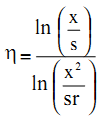 η = ln(x/s) / ln(x²/sr)